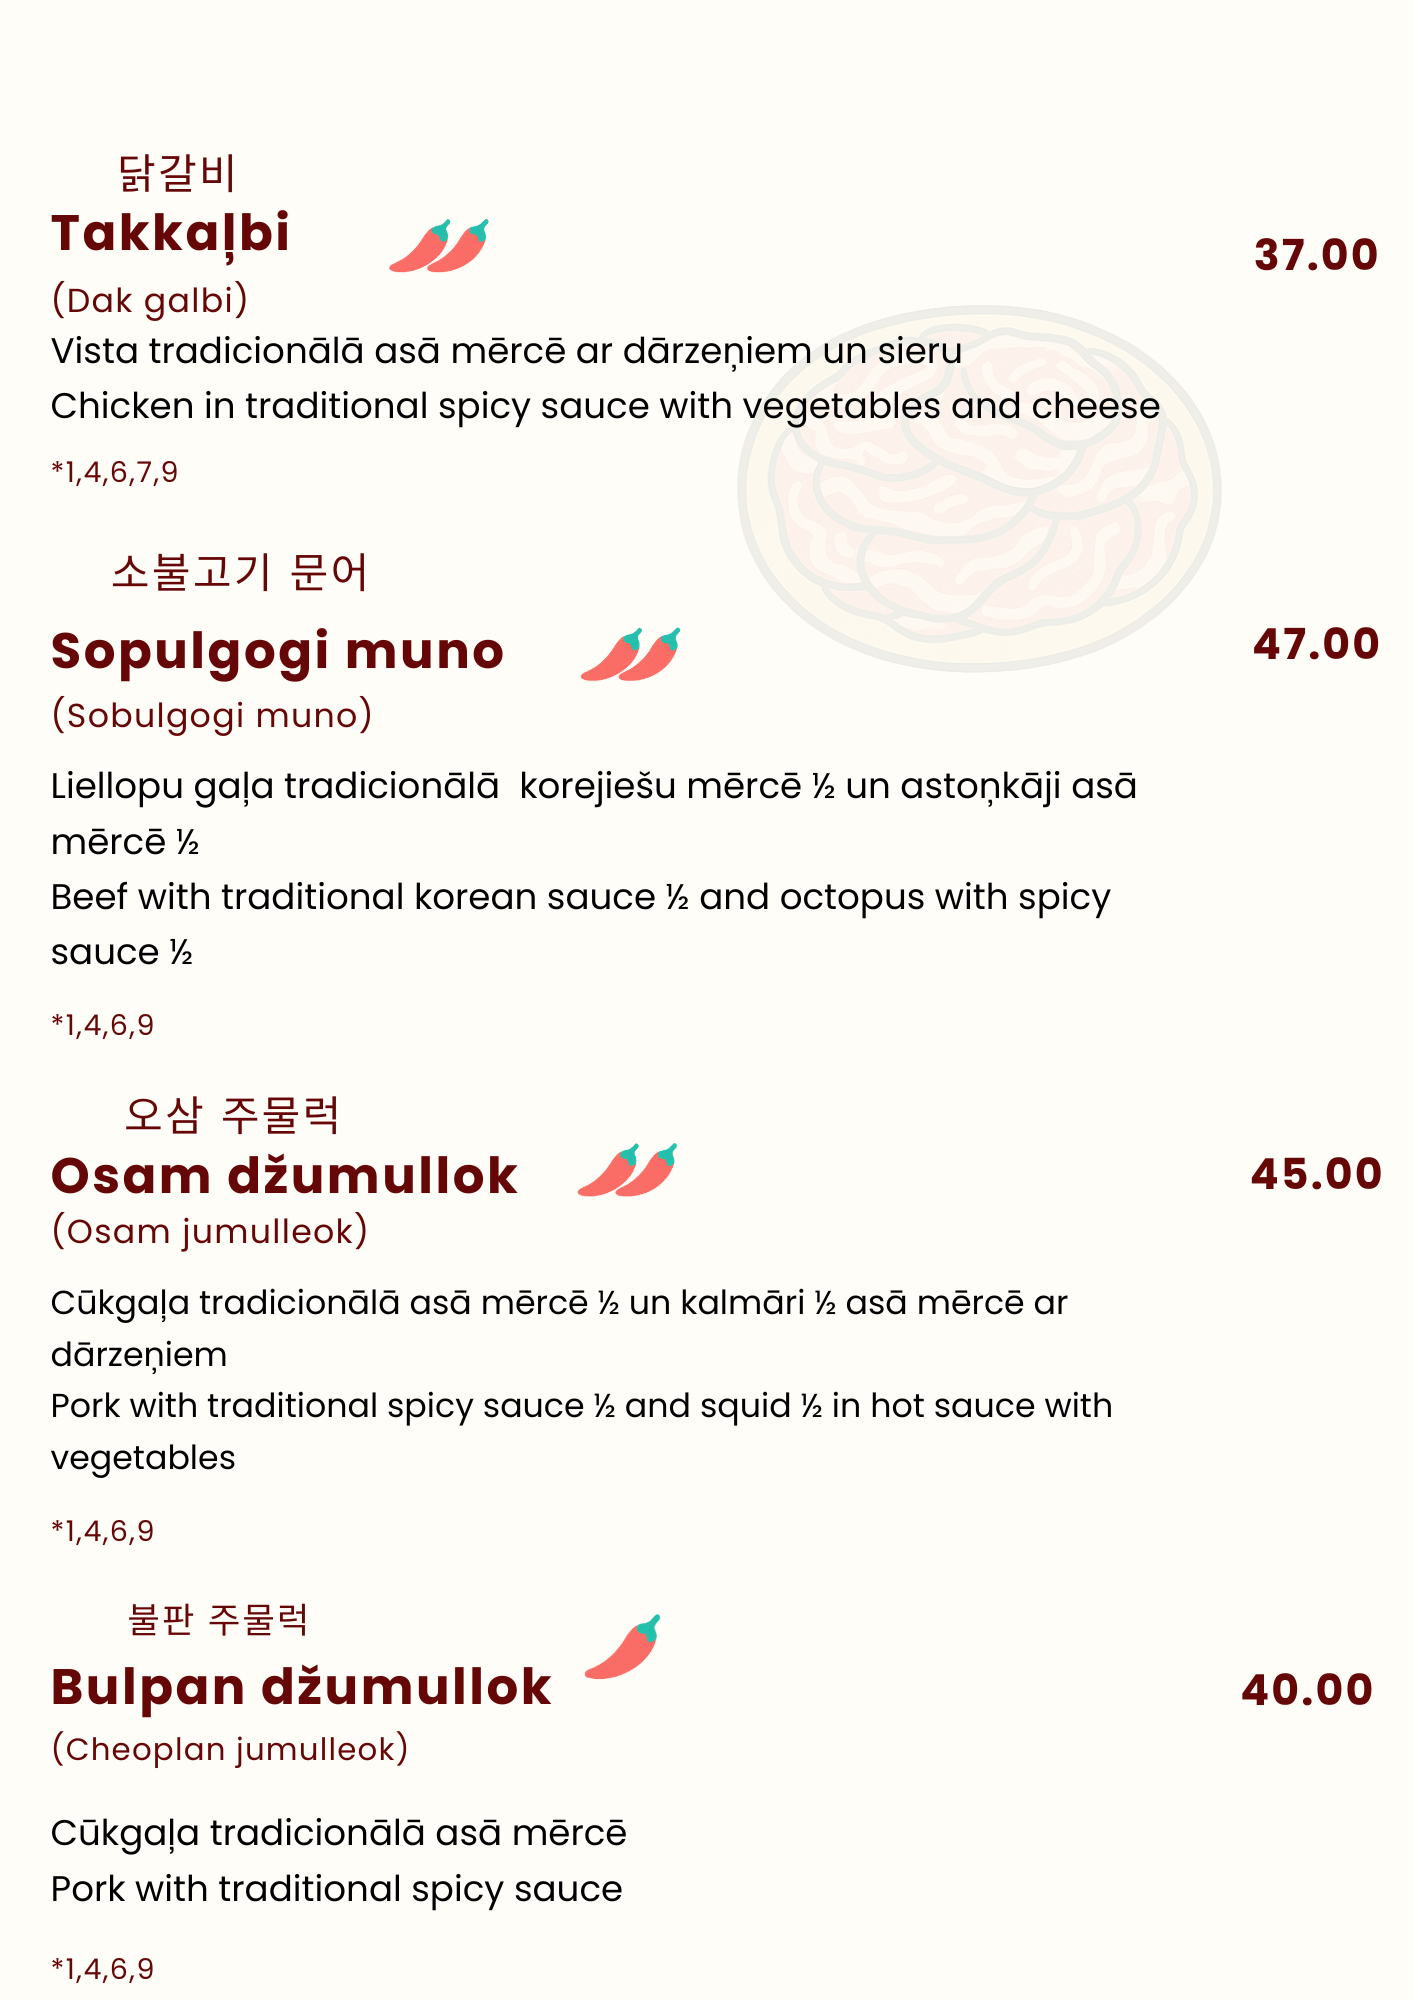 닭갈비
Takkaļbi
37.00
(Dak galbi)
Vista tradicionālā asā mērcē ar dārzeņiem un sieru
Chicken in traditional spicy sauce with vegetables and cheese
*1,4,6,7,9
소불고기 문어
Sopulgogi muno
47.00
(Sobulgogi muno)
Liellopu gaļa tradicionālā  korejiešu mērcē ½ un astoņkāji asā
mērcē ½
Beef with traditional korean sauce ½ and octopus with spicy
sauce ½
*1,4,6,9
오삼 주물럭
Osam džumullok
45.00
(Osam jumulleok)
Cūkgaļa tradicionālā asā mērcē ½ un kalmāri ½ asā mērcē ar
dārzeņiem
Pork with traditional spicy sauce ½ and squid ½ in hot sauce with
vegetables
*1,4,6,9
불판 주물럭
Bulpan džumullok
40.00
(Cheoplan jumulleok)
Cūkgaļa tradicionālā asā mērcē
Pork with traditional spicy sauce
*1,4,6,9